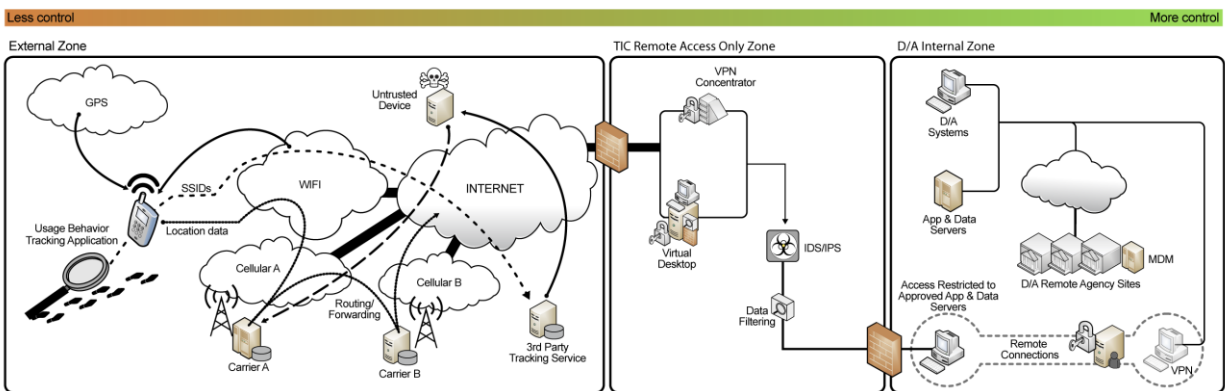 Less control
More control
External Zone
TIC Remote Access Only Zone
D/A Internal Zone
GPS
Untrusted
Device
SSIDs
WIFI
INTERNET
Usage Behavior
Tracking Application
Location data
Cellular A
Cellular B
Routing/
Forwarding
Carrier A
Carrier B
3rd Party
Tracking Service
VPN
Concentrator
Virtual
Desktop
IDS/IPS
Data
Filtering
D/A
Systems
App & Data
Servers
MDM
D/A Remote Agency Sites
Access Restricted to
Approved App & Data
Servers
Remote
Connections
VPN